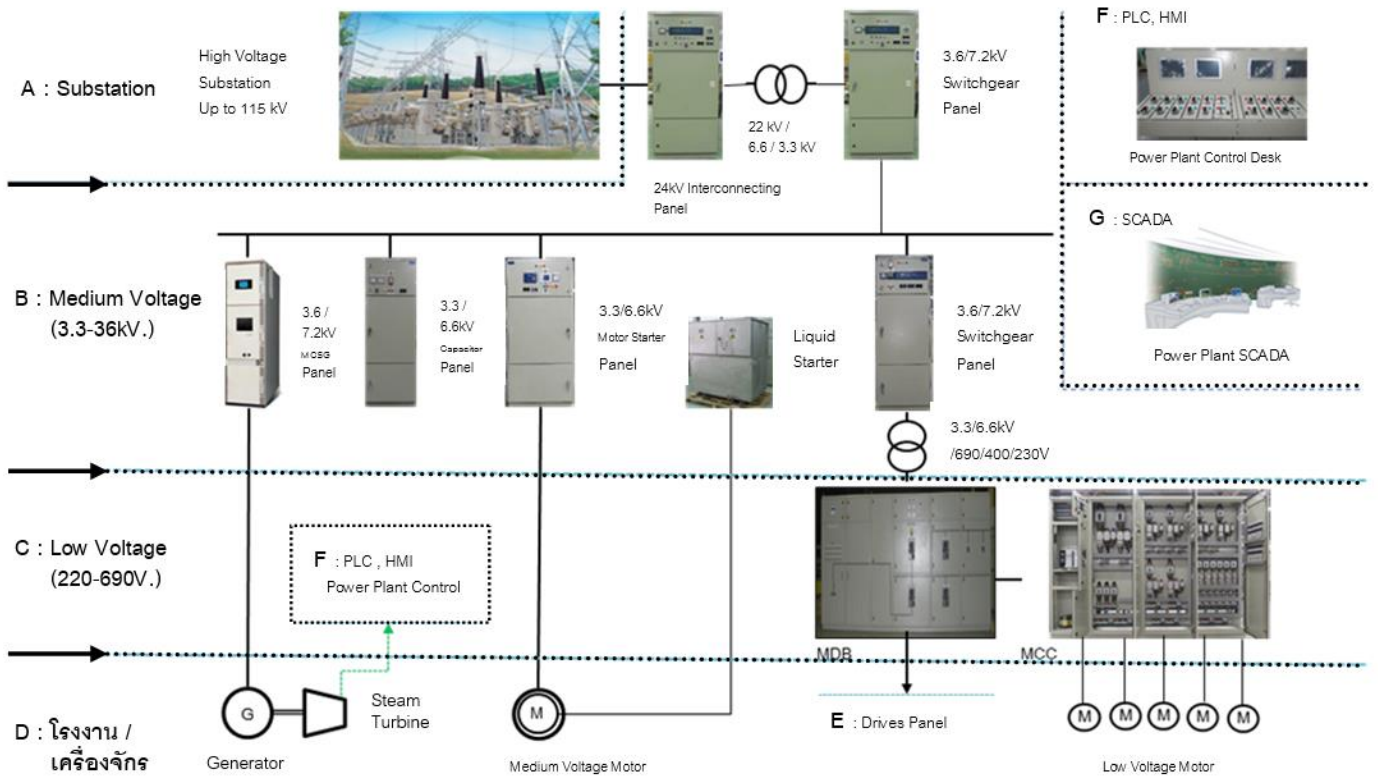 A : Substation
High Voltage
Substation
Up to 115 kV
22 kV /
6.6 / 3.3 kV
3.6/7.2kV
Switchgear
Panel
24kV Interconnecting
Panel
F : PLC, HMI
Power Plant Control Desk
G : SCADA
Power Plant SCADA
B : Medium Voltage
(3.3-36kV.)
3.6 /
7.2kV
MCSG
Panel
3.3 /
6.6kV
Capacitor
Panel
3.3/6.6kV
Motor Starter
Panel
Liquid
Starter
3.6/7.2kV
Switchgear
Panel
3.3/6.6kV
/690/400/230V
C : Low Voltage
(220-690V.)
F : PLC , HMI
Power Plant Control
MDB
MCC
D : โรงงาน /
เครื่องจักร
G
Generator
Steam
Turbine
M
Medium Voltage Motor
E : Drives Panel
M M M M M
Low Voltage Motor